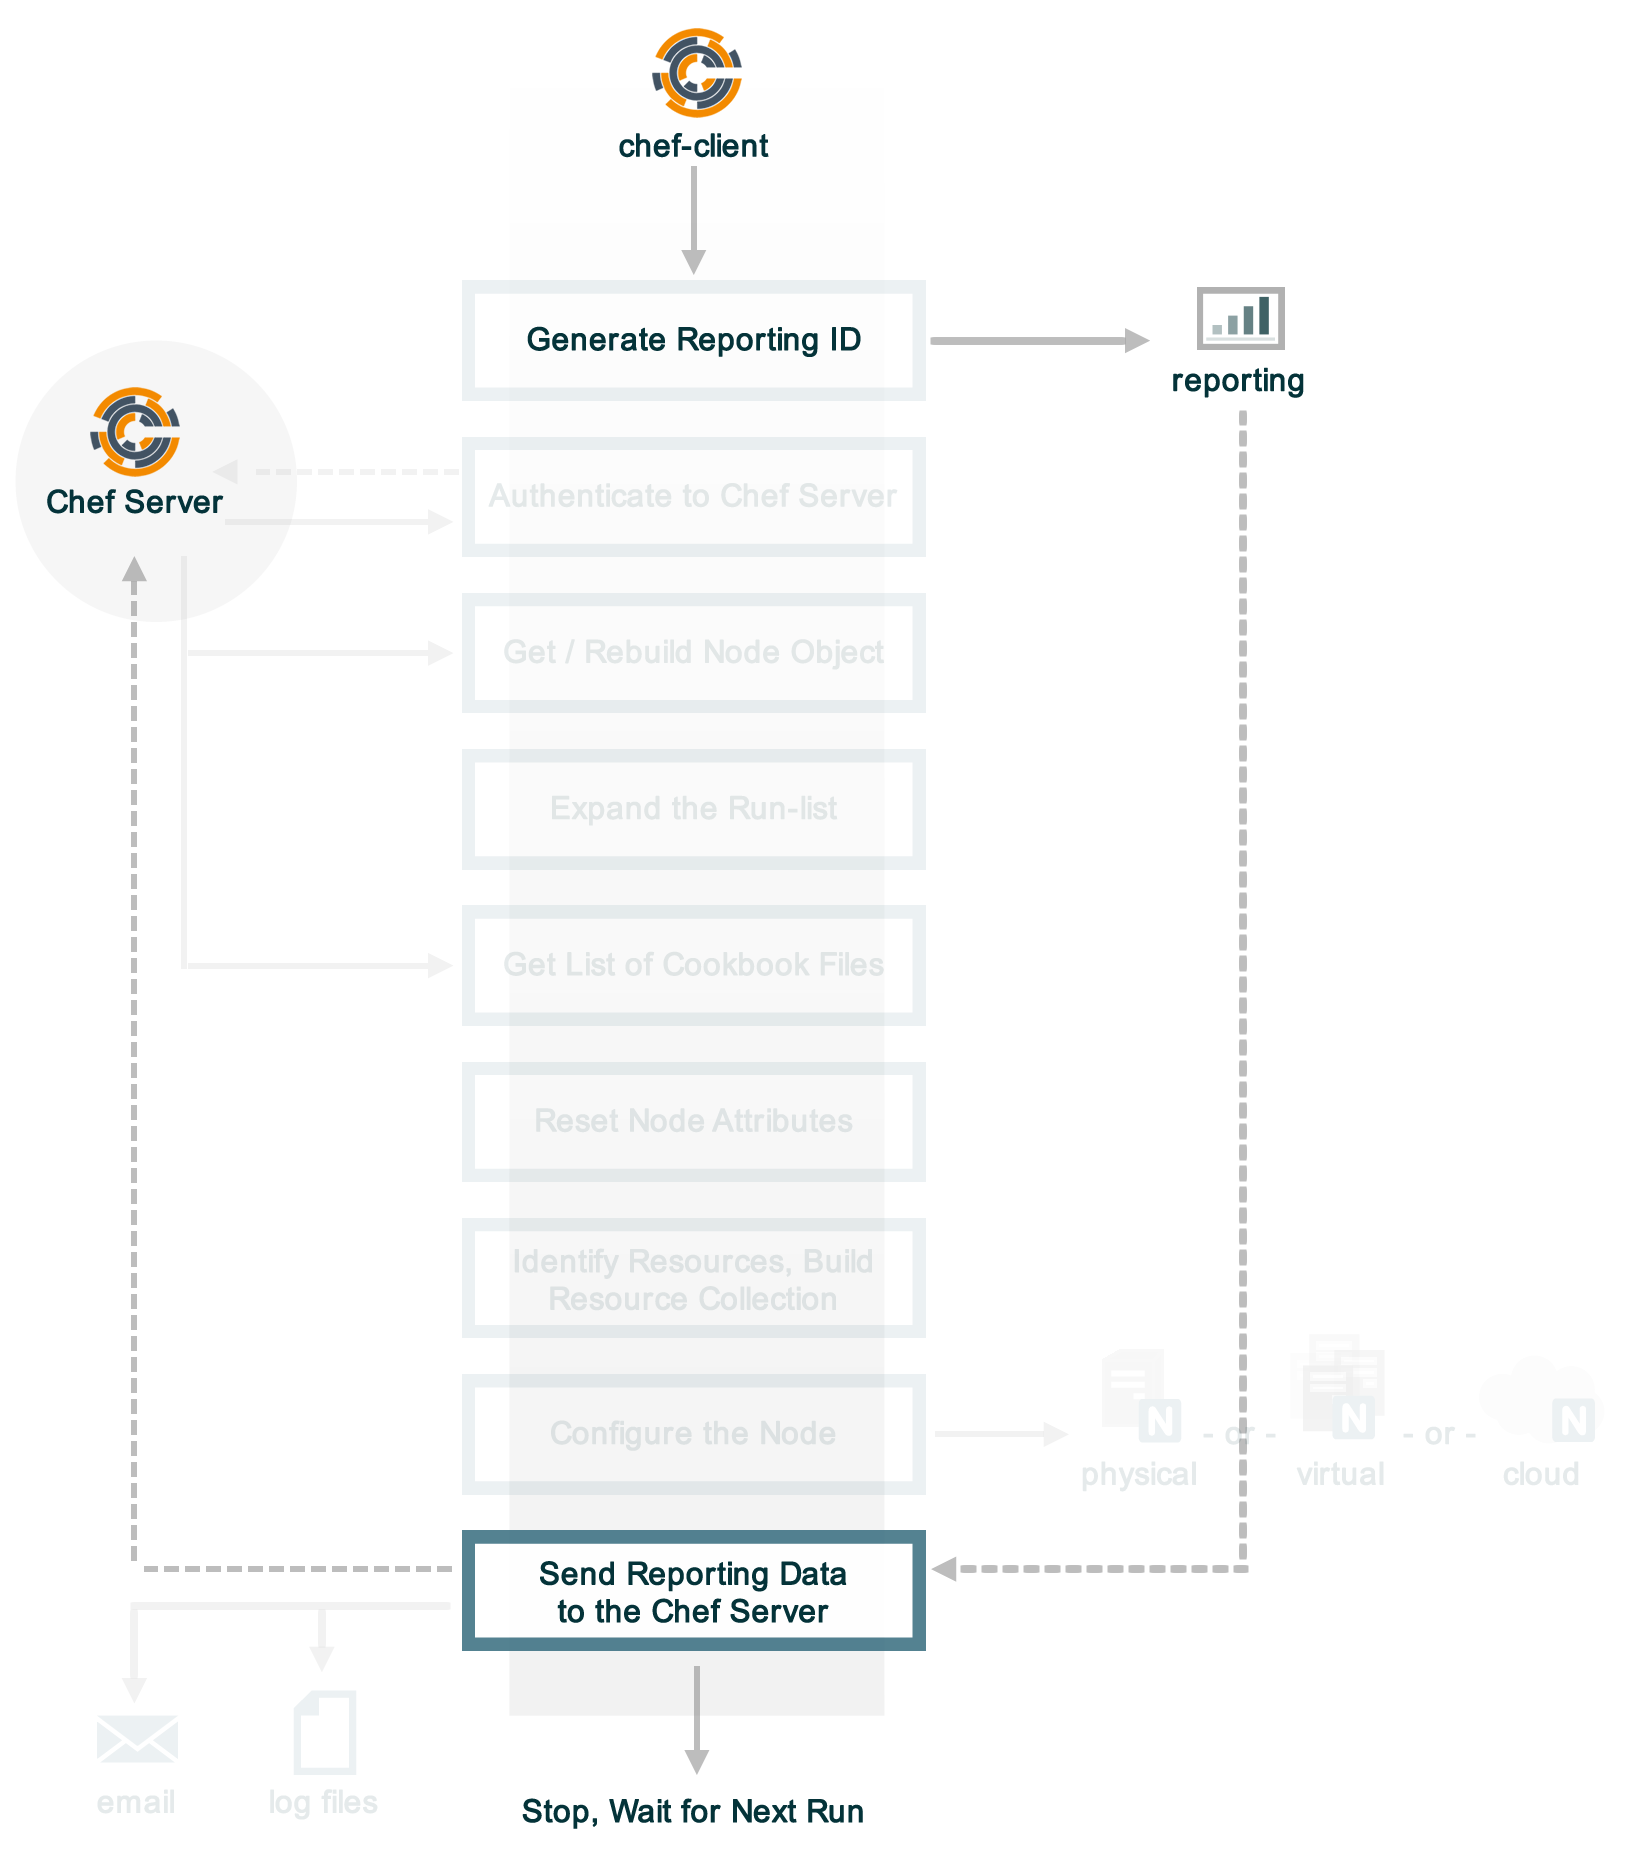 chef-client
Generate Reporting ID
reporting
Chef Server
Authenticate to Chef Server
Get / Rebuild Node Object
Expand the Run-list
Get List of Cookbook Files
Reset Node Attributes
Identify Resources, Build
Resource Collection
Configure the Node
N
- or -
N
- or -
N
physical
virtual
cloud
Send Reporting Data
to the Chef Server
email
log files
Stop, Wait for Next Run